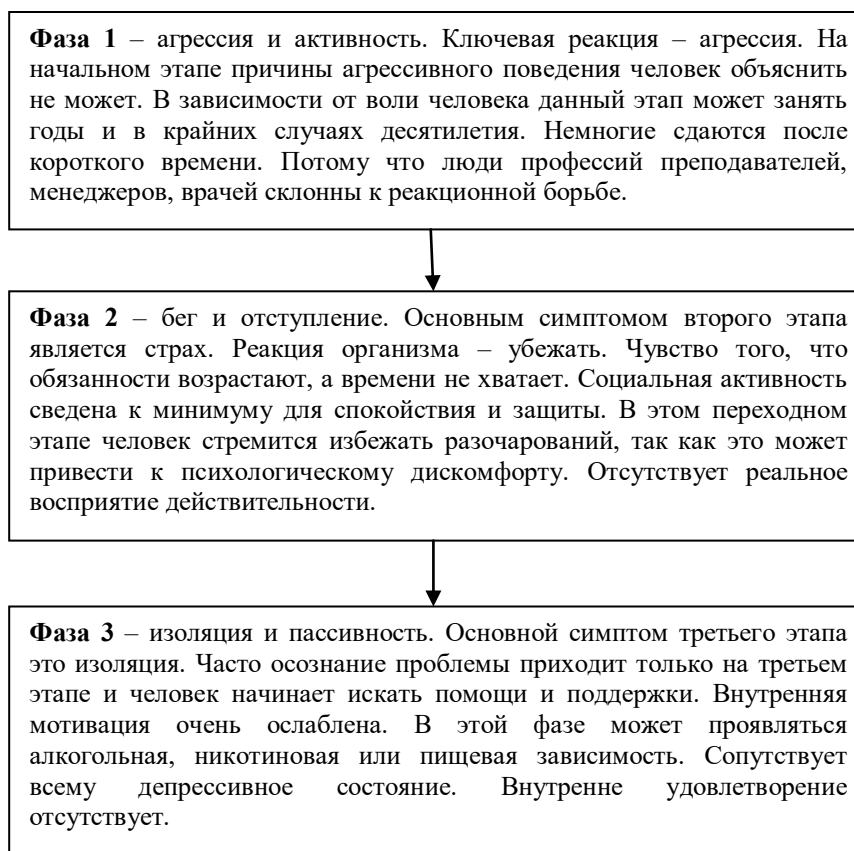 Фаза 1 – агрессия и активность. Ключевая реакция – агрессия. На
начальном этапе причины агрессивного поведения человек объяснить
не может. В зависимости от воли человека данный этап может занять
годы и в крайних случаях десятилетия. Немногие сдаются после
короткого времени. Потому что люди профессий преподавателей,
менеджеров, врачей склонны к реакционной борьбе.
Фаза 2 – бег и отступление. Основным симптомом второго этапа
является страх. Реакция организма – убежать. Чувство того, что
обязанности возрастают, а времени не хватает. Социальная активность
сведена к минимуму для спокойствия и защиты. В этом переходном
этапе человек стремится избежать разочарований, так как это может
привести к психологическому дискомфорту. Отсутствует реальное
восприятие действительности.
Фаза 3 – изоляция и пассивность. Основной симптом третьего этапа
это изоляция. Часто осознание проблемы приходит только на третьем
этапе и человек начинает искать помощи и поддержки. Внутренняя
мотивация очень ослаблена. В этой фазе может проявляться
алкогольная, никотиновая или пищевая зависимость. Сопутствует
всему депрессивное состояние. Внутренне удовлетворение
отсутствует.